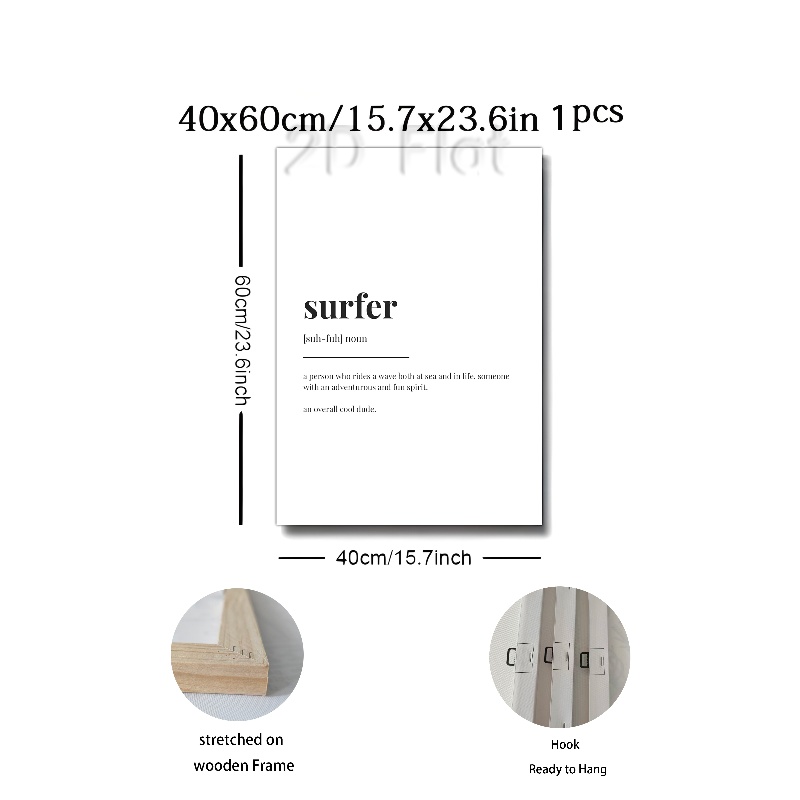 40x60cm/15.7x23.6in 1pcs
2D Flat
60cm/23.6inch
surfer
[suh-fuh] noun
a person who rides a wave both at sea and in life. someone
with an adventurous and fun spirit.
an overall cool dude.
40cm/15.7inch
stretched on
wooden Frame
Hook
Ready to Hang